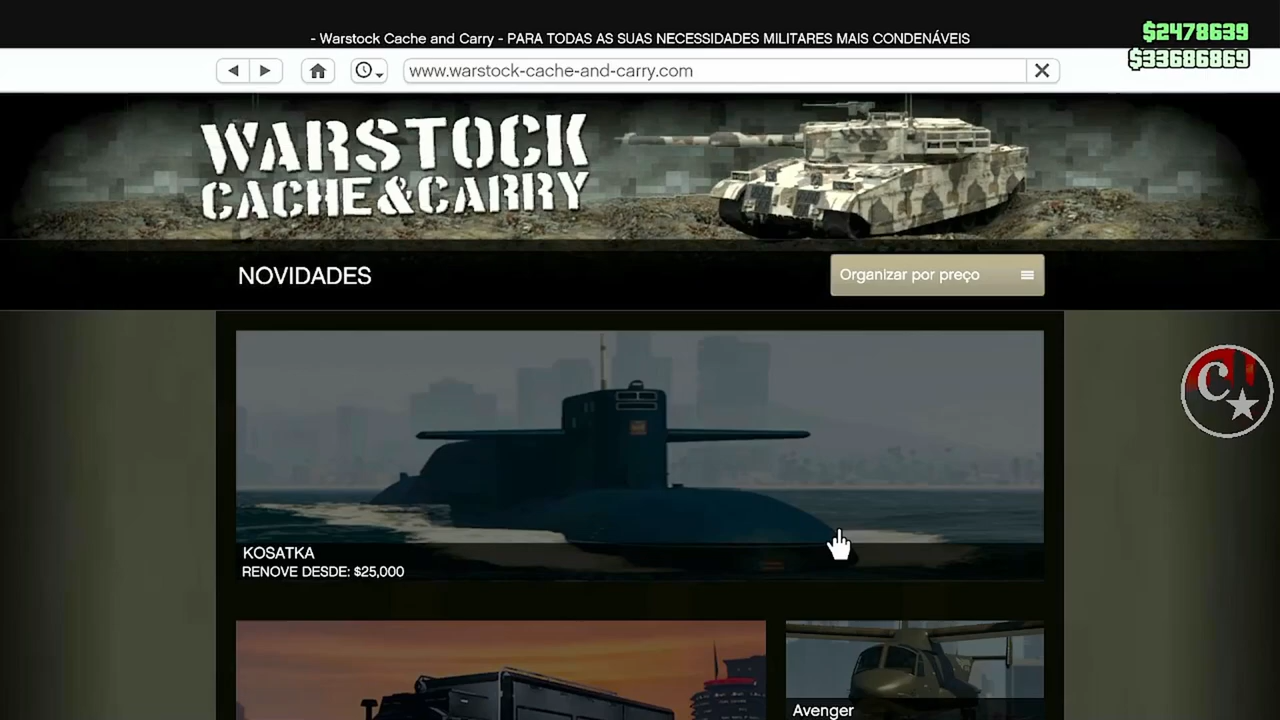 - Warstock Cache and Carry - PARA TODAS AS SUAS NECESSIDADES MILITARES MAIS CONDENÁVEIS
$2478639
$33686869
www.warstock-cache-and-carry.com
WARSTOCK
CACHE&CARRY
NOVIDADES
Organizar por preço
C
KOSATKA
RENOVE DESDE: $25,000
Avenger